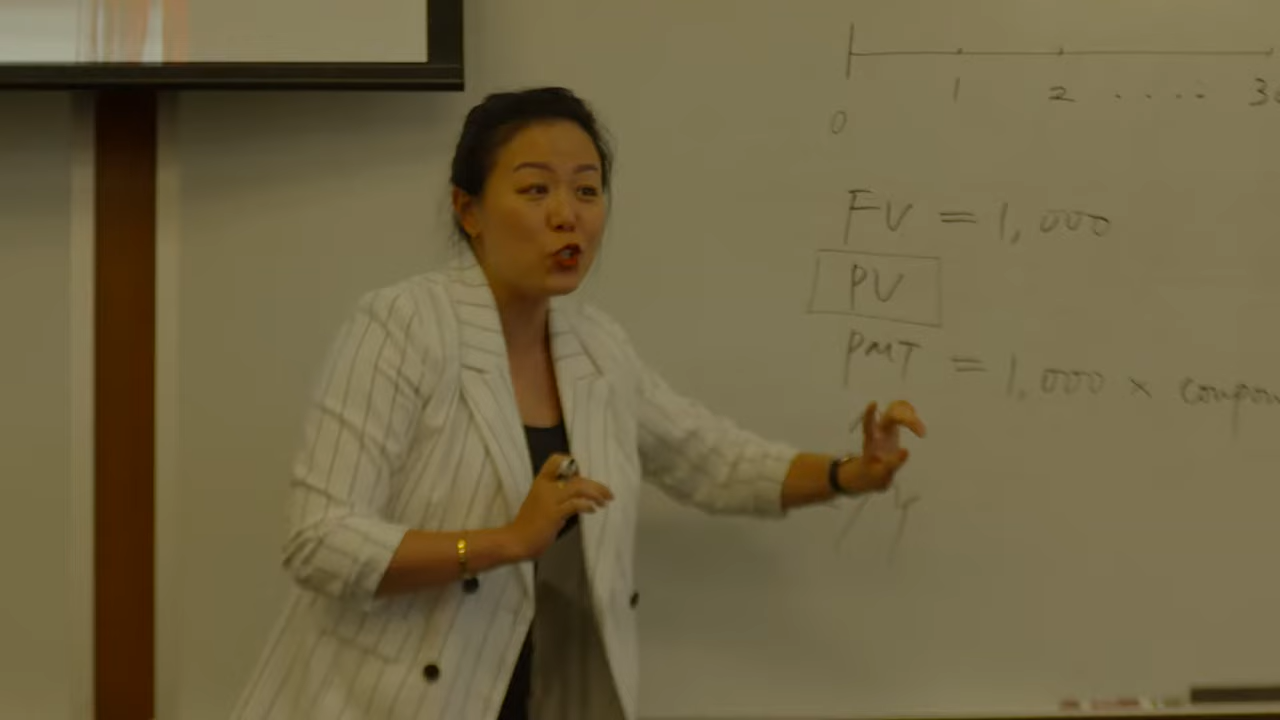 0 1 2 ....
FV = 1,000
PV
PMT = 1,000 ×